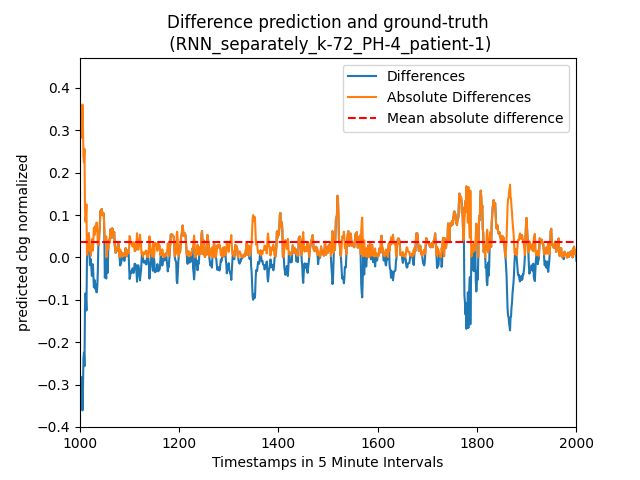 Difference prediction and ground-truth
(RNN_separately_k-72_PH-4_patient-1)
Differences
Absolute Differences
Mean absolute difference
predicted cbg normalized
0.4
0.3
0.2
0.1
0.0
−0.1
−0.2
−0.3
−0.4
1000 1200 1400 1600 1800 2000
Timestamps in 5 Minute Intervals